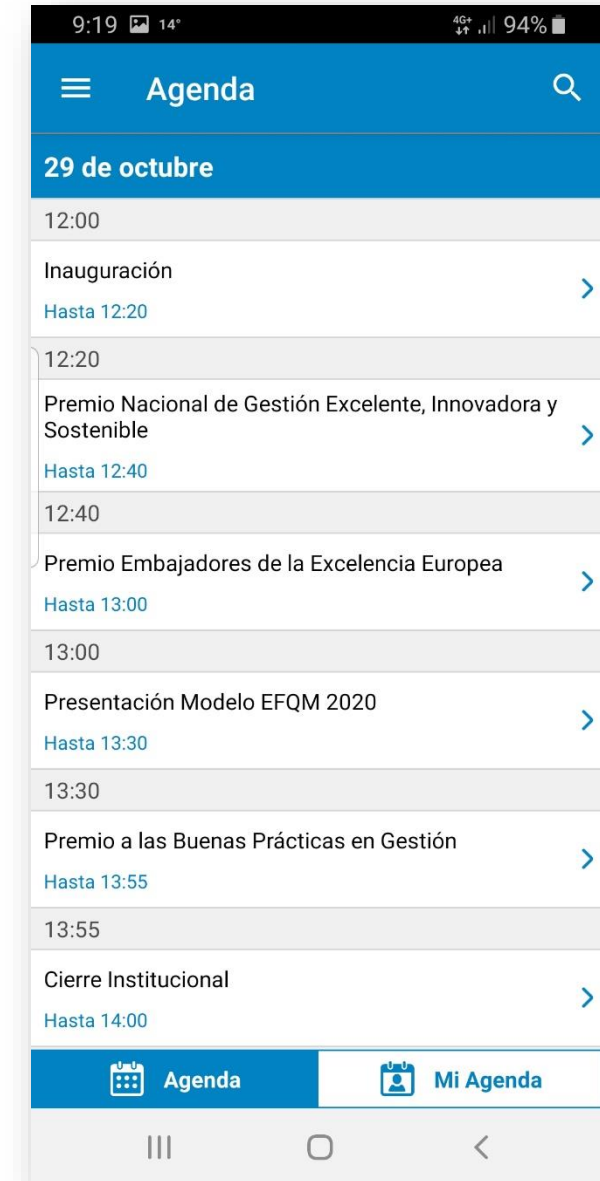 9:19 14° 4G+ 94%
Agenda
29 de octubre
12:00
Inauguración
Hasta 12:20
12:20
Premio Nacional de Gestión Excelente, Innovadora y
Sostenible
Hasta 12:40
12:40
Premio Embajadores de la Excelencia Europea
Hasta 13:00
13:00
Presentación Modelo EFQM 2020
Hasta 13:30
13:30
Premio a las Buenas Prácticas en Gestión
Hasta 13:55
13:55
Cierre Institucional
Hasta 14:00
Agenda Mi Agenda